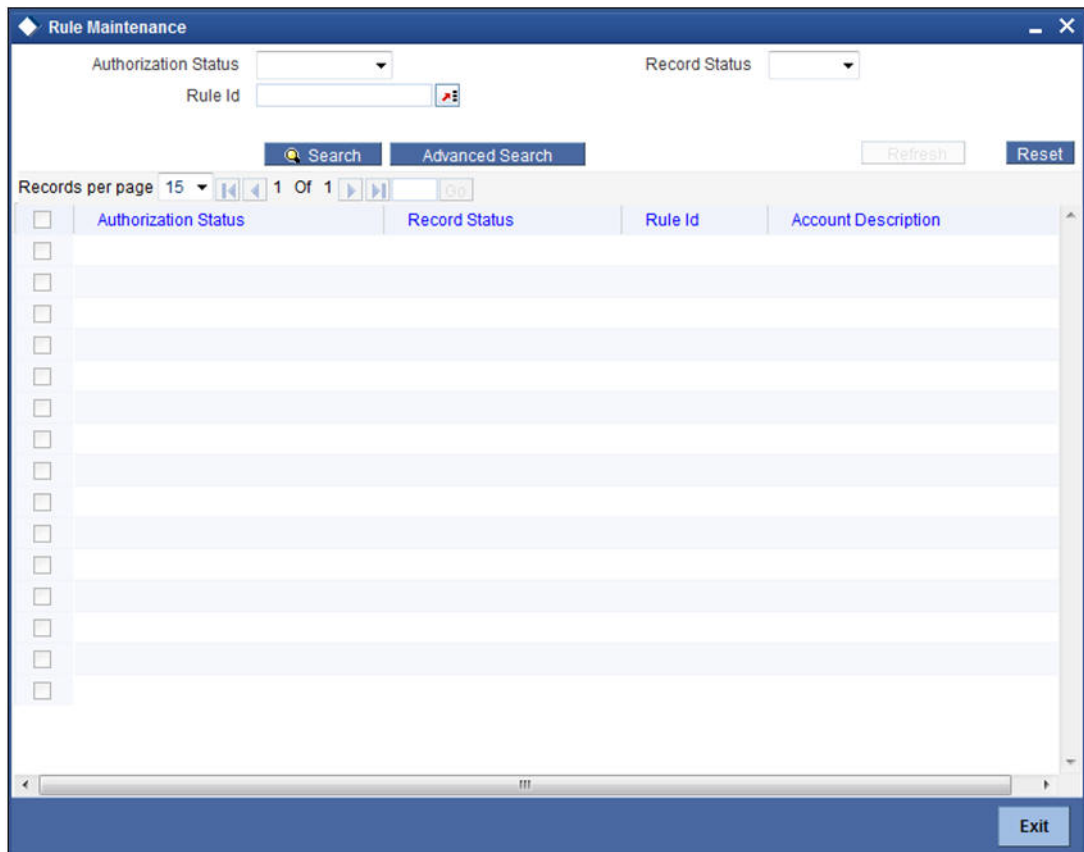 Rule Maintenance
Authorization Status
Record Status
Rule Id
Search Advanced Search Refresh Reset
Records per page 15 1 Of 1 Go
Authorization Status Record Status Rule Id Account Description
Exit